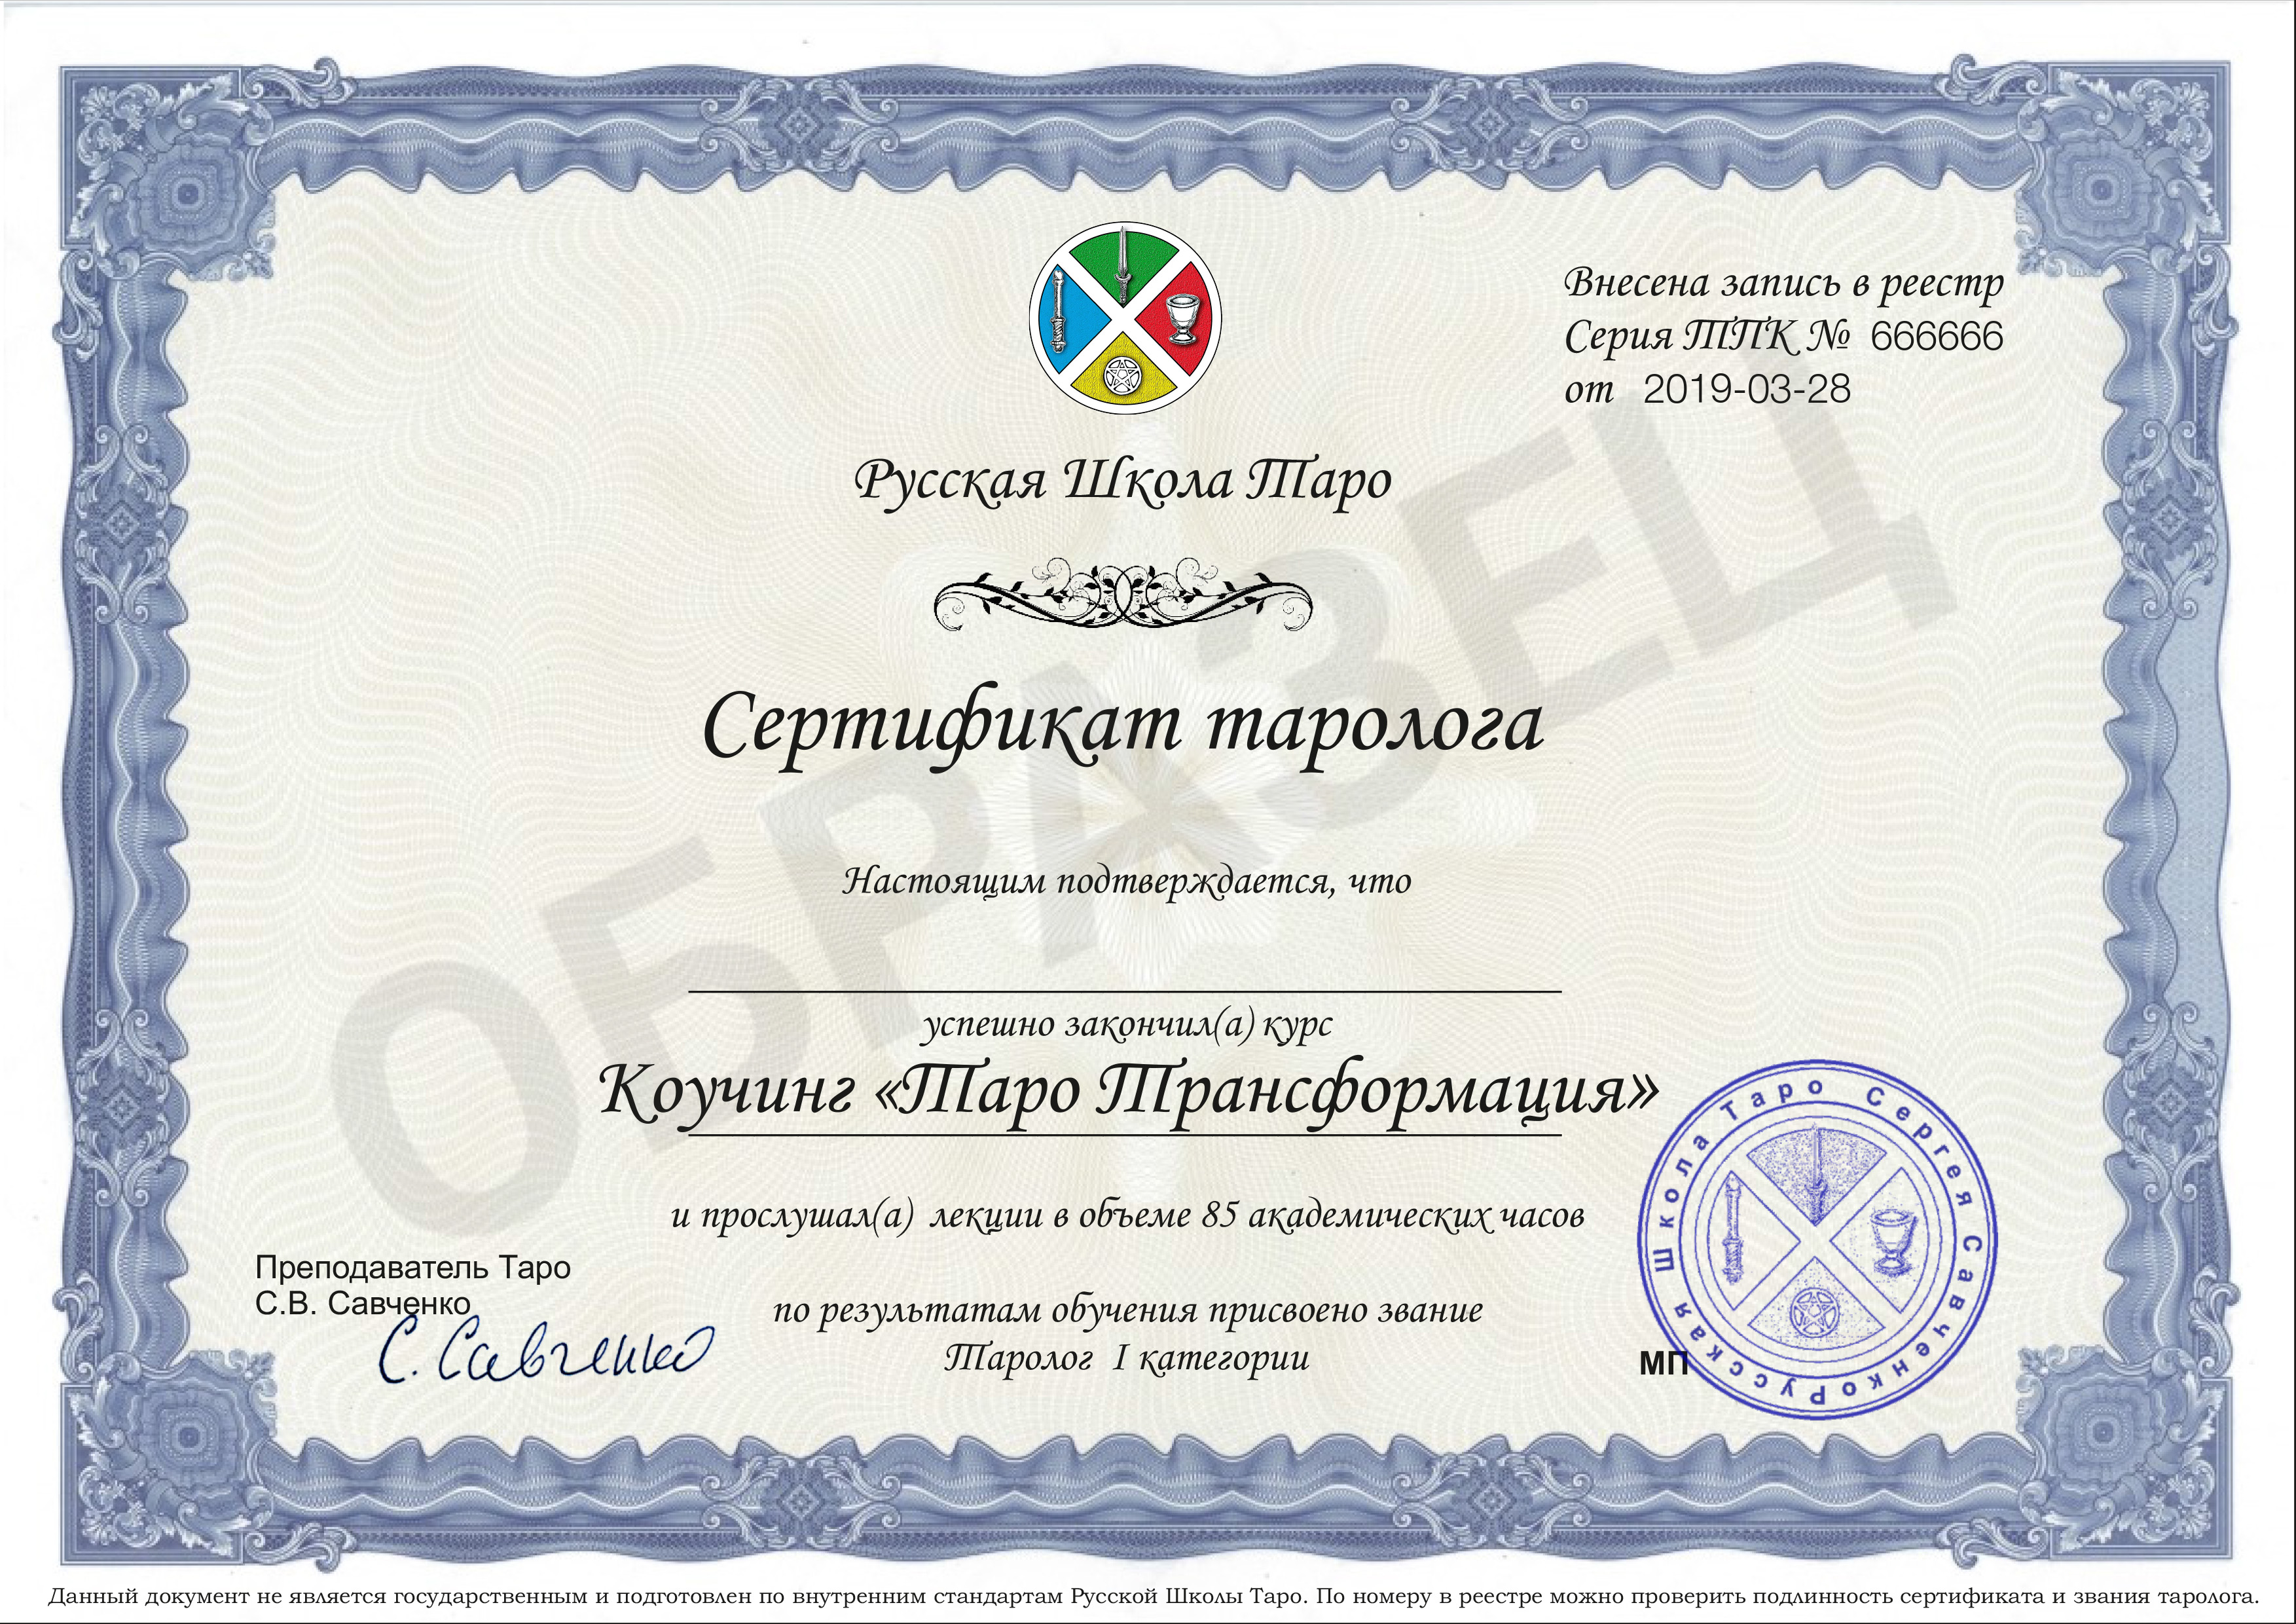 Внесена запись в реестр
Серия ТПК № 666666
от 2019-03-28
Русская Школа Таро
Сертификат таролога
ОБРАЗЕЦ
Настоящим подтверждается, что
успешно закончил(а) курс
Коучинг «Таро Трансформация»
и прослушал(а) лекции в объеме 85 академических часов
Преподаватель Таро
С.В. Савченко
С. Савченко
по результатам обучения присвоено звание
Таролог I категории
МП
Русская Школа Таро Сергея Савченко
Данный документ не является государственным и подготовлен по внутренним стандартам Русской Школы Таро. По номеру в реестре можно проверить подлинность сертификата и звания таролога.